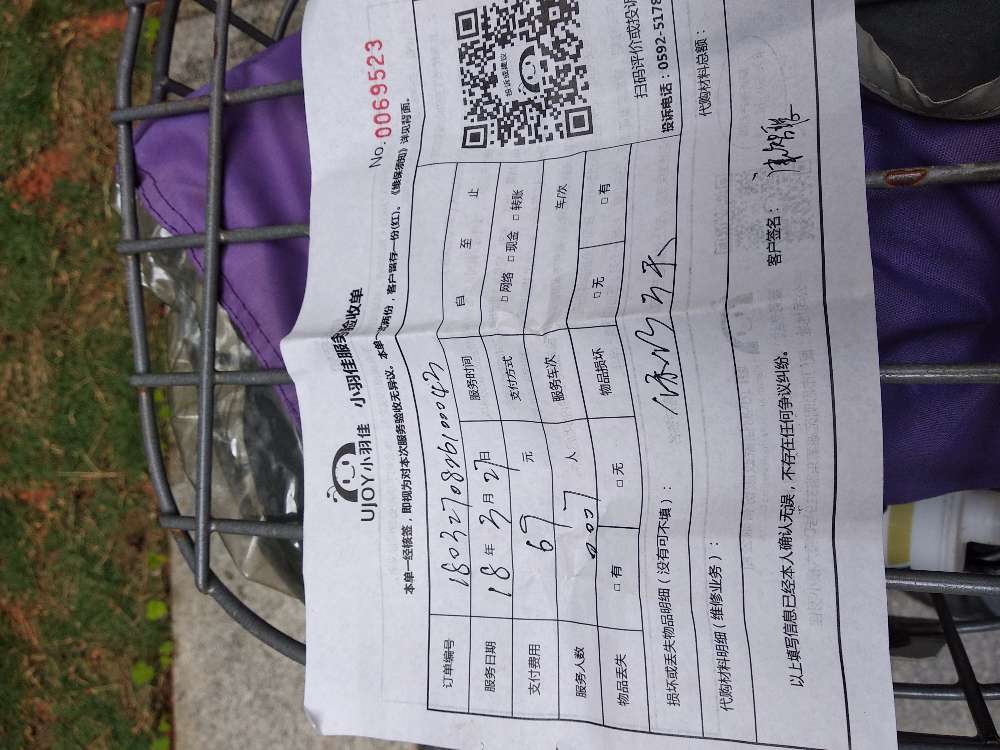 UJOY小羽佳 小羽佳服务验收单
No.0069523
本单一经核签，即视为对本次服务验收无异议。本单一式两份，客户留存一份(红)。《维保须知》详见背面。
订单编号 1803270826100043
服务日期 18年3月27日 服务时间 自 至 止
支付费用 67元 支付方式 □网络 □现金 □转账
服务人数 人 服务车次 车/次
物品丢失 □有 □无 物品损坏 □无 □有
投诉或建议
扫码评价或投诉
投诉电话：0592-5178
损坏或丢失物品明细（没有可不填）：
代购材料明细（维修业务）：
代购材料总额：
以上填写信息已经本人确认无误，不存在任何争议纠纷。
客户签名：